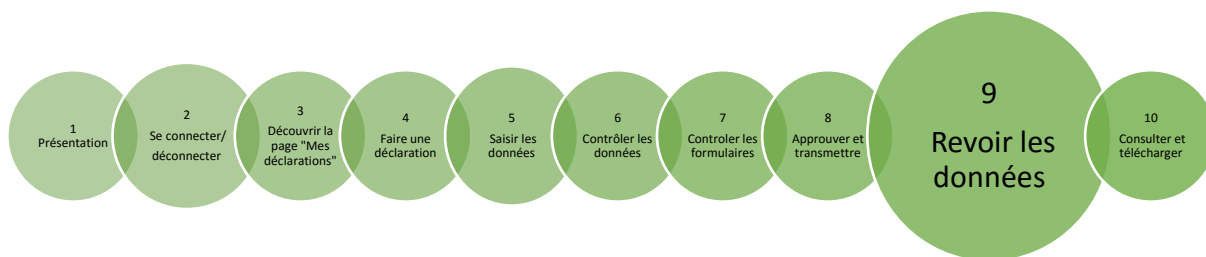 1
Présentation
2
Se connecter/
déconnecter
3
Découvrir la
page "Mes
déclarations"
4
Faire une
déclaration
5
Saisir les
données
6
Contrôler les
données
7
Controler les
formulaires
8
Approuver et
transmettre
9
Revoir les
données
10
Consulter et
télécharger